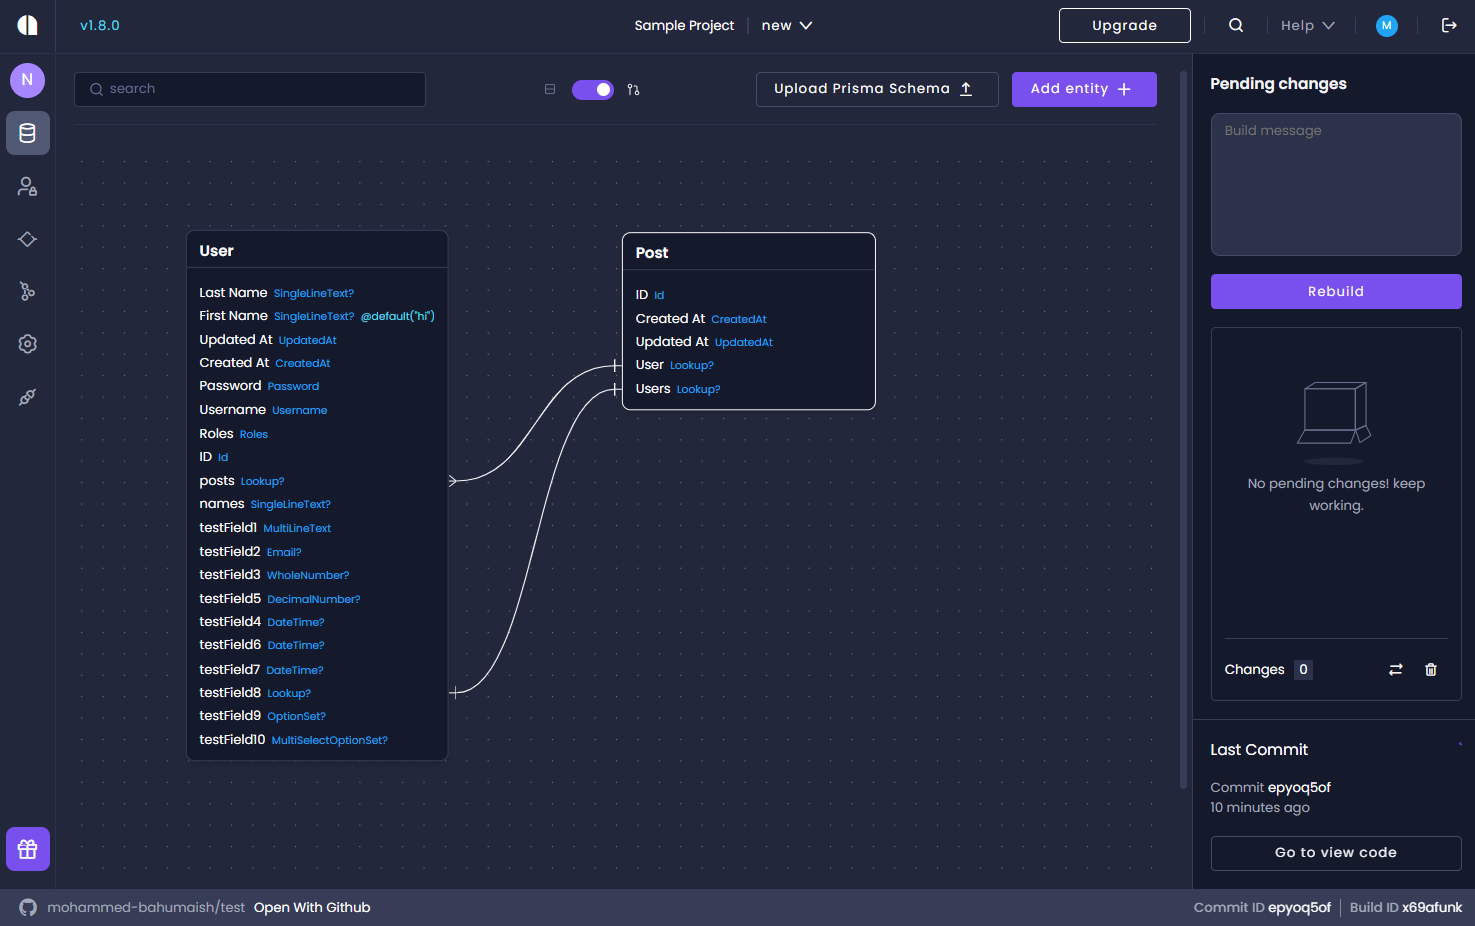 v1.8.0
Sample Project
new
Upgrade
Help
M
N
search
Upload Prisma Schema
Add entity
User
Last Name SingleLineText?
First Name SingleLineText? @default("hi")
Updated At UpdatedAt
Created At CreatedAt
Password Password
Username Username
Roles Roles
ID Id
posts Lookup?
names SingleLineText?
testField1 MultiLineText
testField2 Email?
testField3 WholeNumber?
testField5 DecimalNumber?
testField4 DateTime?
testField6 DateTime?
testField7 DateTime?
testField8 Lookup?
testField9 OptionSet?
testField10 MultiSelectOptionSet?
Post
ID Id
Created At CreatedAt
Updated At UpdatedAt
User Lookup?
Users Lookup?
Pending changes
Build message
Rebuild
No pending changes! keep
working.
Changes 0
Last Commit
Commit epyoq5of
10 minutes ago
Go to view code
mohammed-bahumaish/test Open With Github
Commit ID epyoq5of
Build ID x69afunk